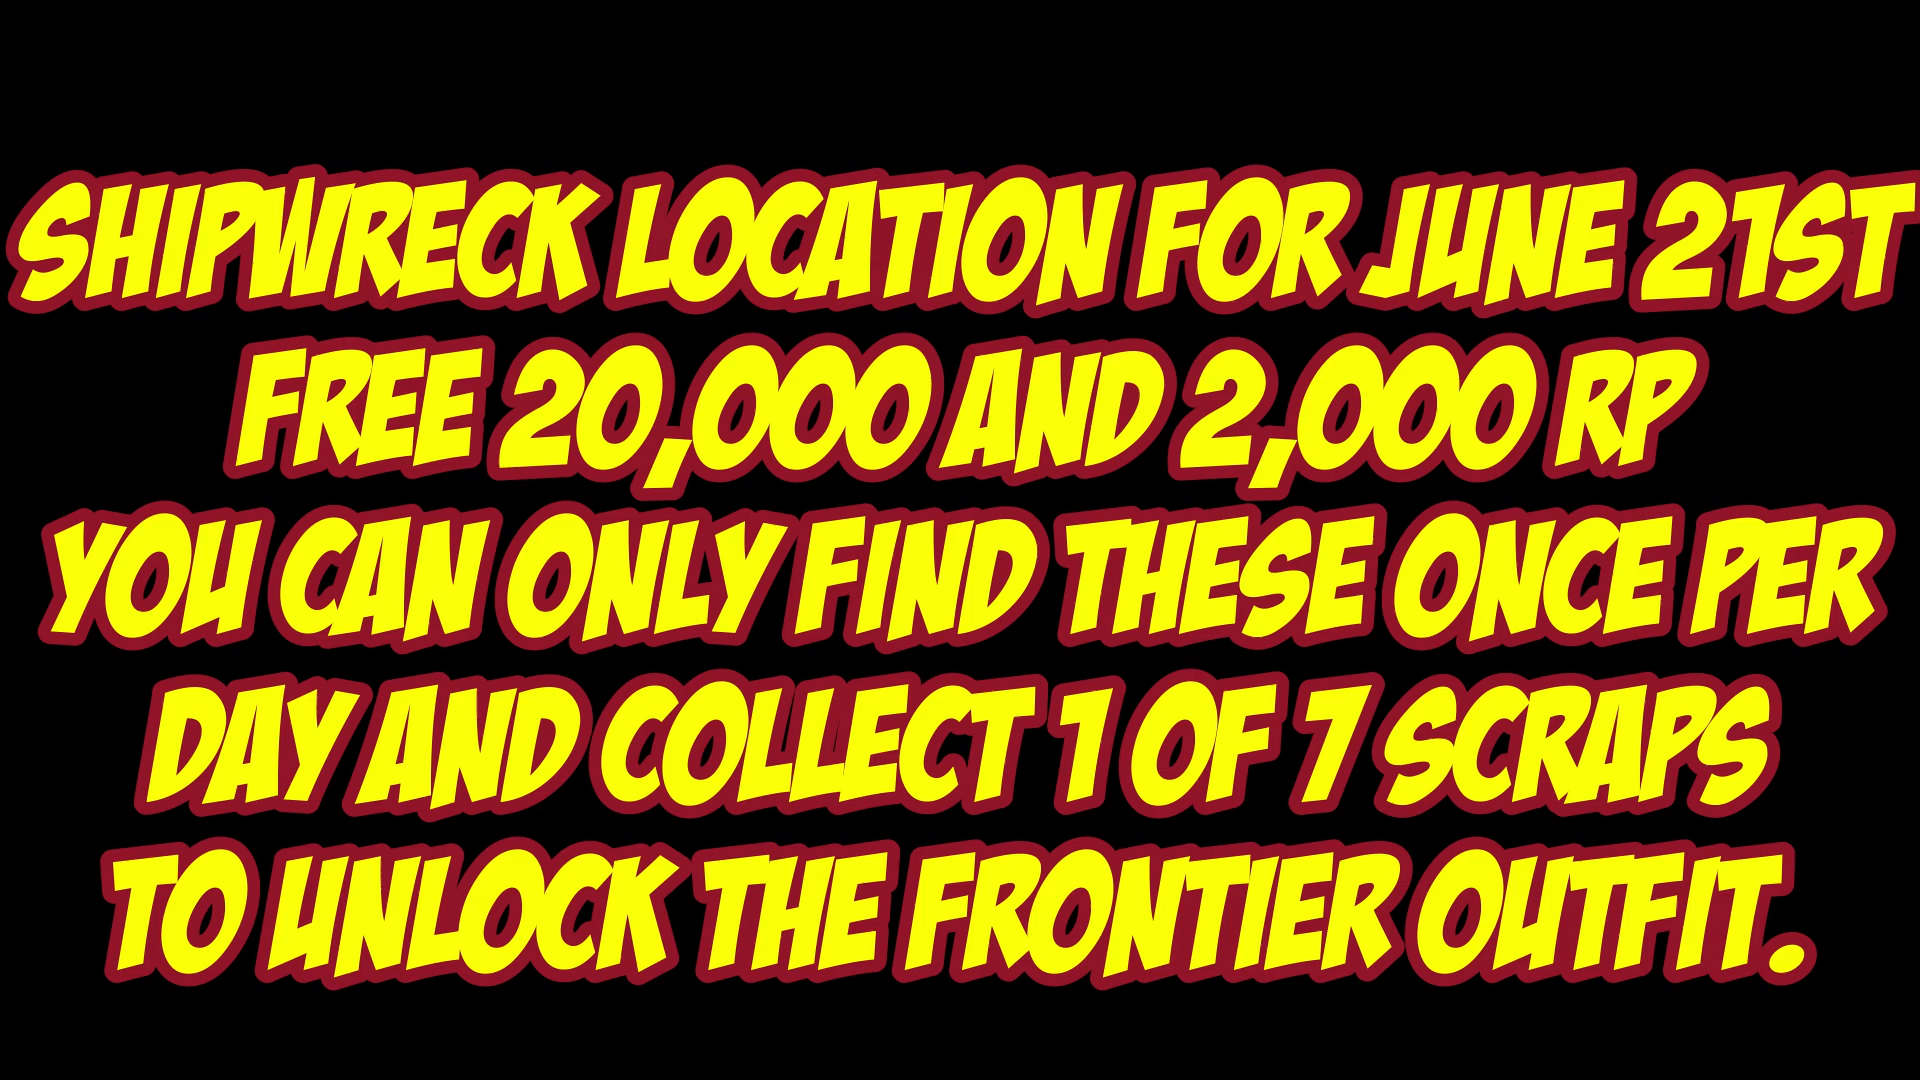 SHIPWRECK LOCATION FOR JUNE 21ST
FREE 20,000 AND 2,000 RP
YOU CAN ONLY FIND THESE ONCE PER
DAY AND COLLECT 1 OF 7 SCRAPS
TO UNLOCK THE FRONTIER OUTFIT.